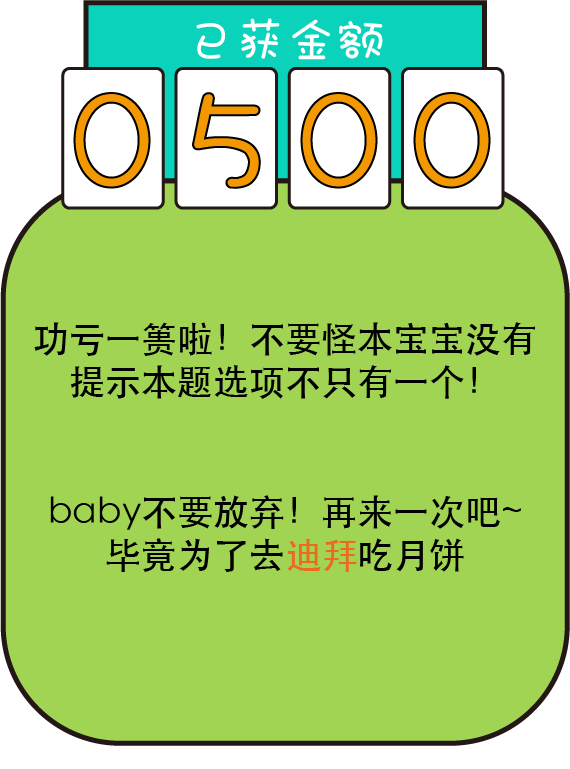 已获金额
0500
功亏一篑啦！不要怪本宝宝没有
提示本题选项不只有一个！
baby不要放弃！再来一次吧~
毕竟为了去迪拜吃月饼